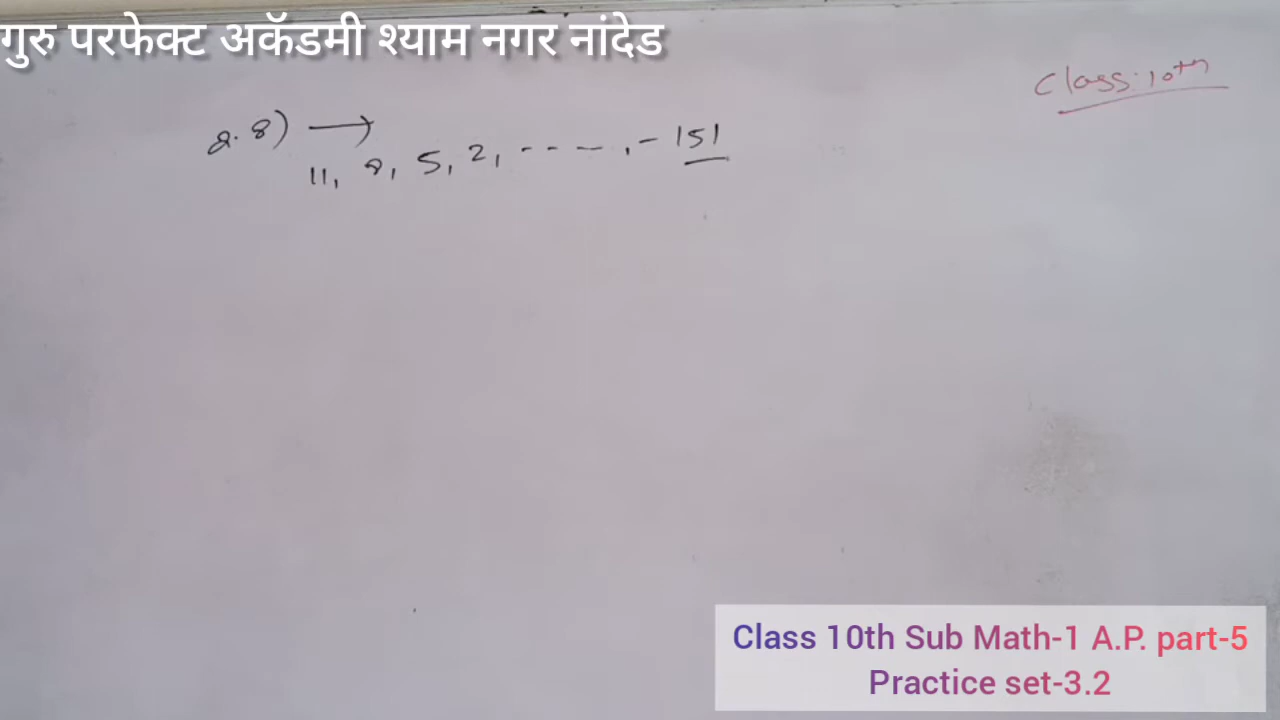 गुरु परफेक्ट अकॅडमी श्याम नगर नांदेड
Class:10th
Q. 8) →
11, 8, 5, 2, - - - -, -151
Class 10th Sub Math-1 A.P. part-5
Practice set-3.2